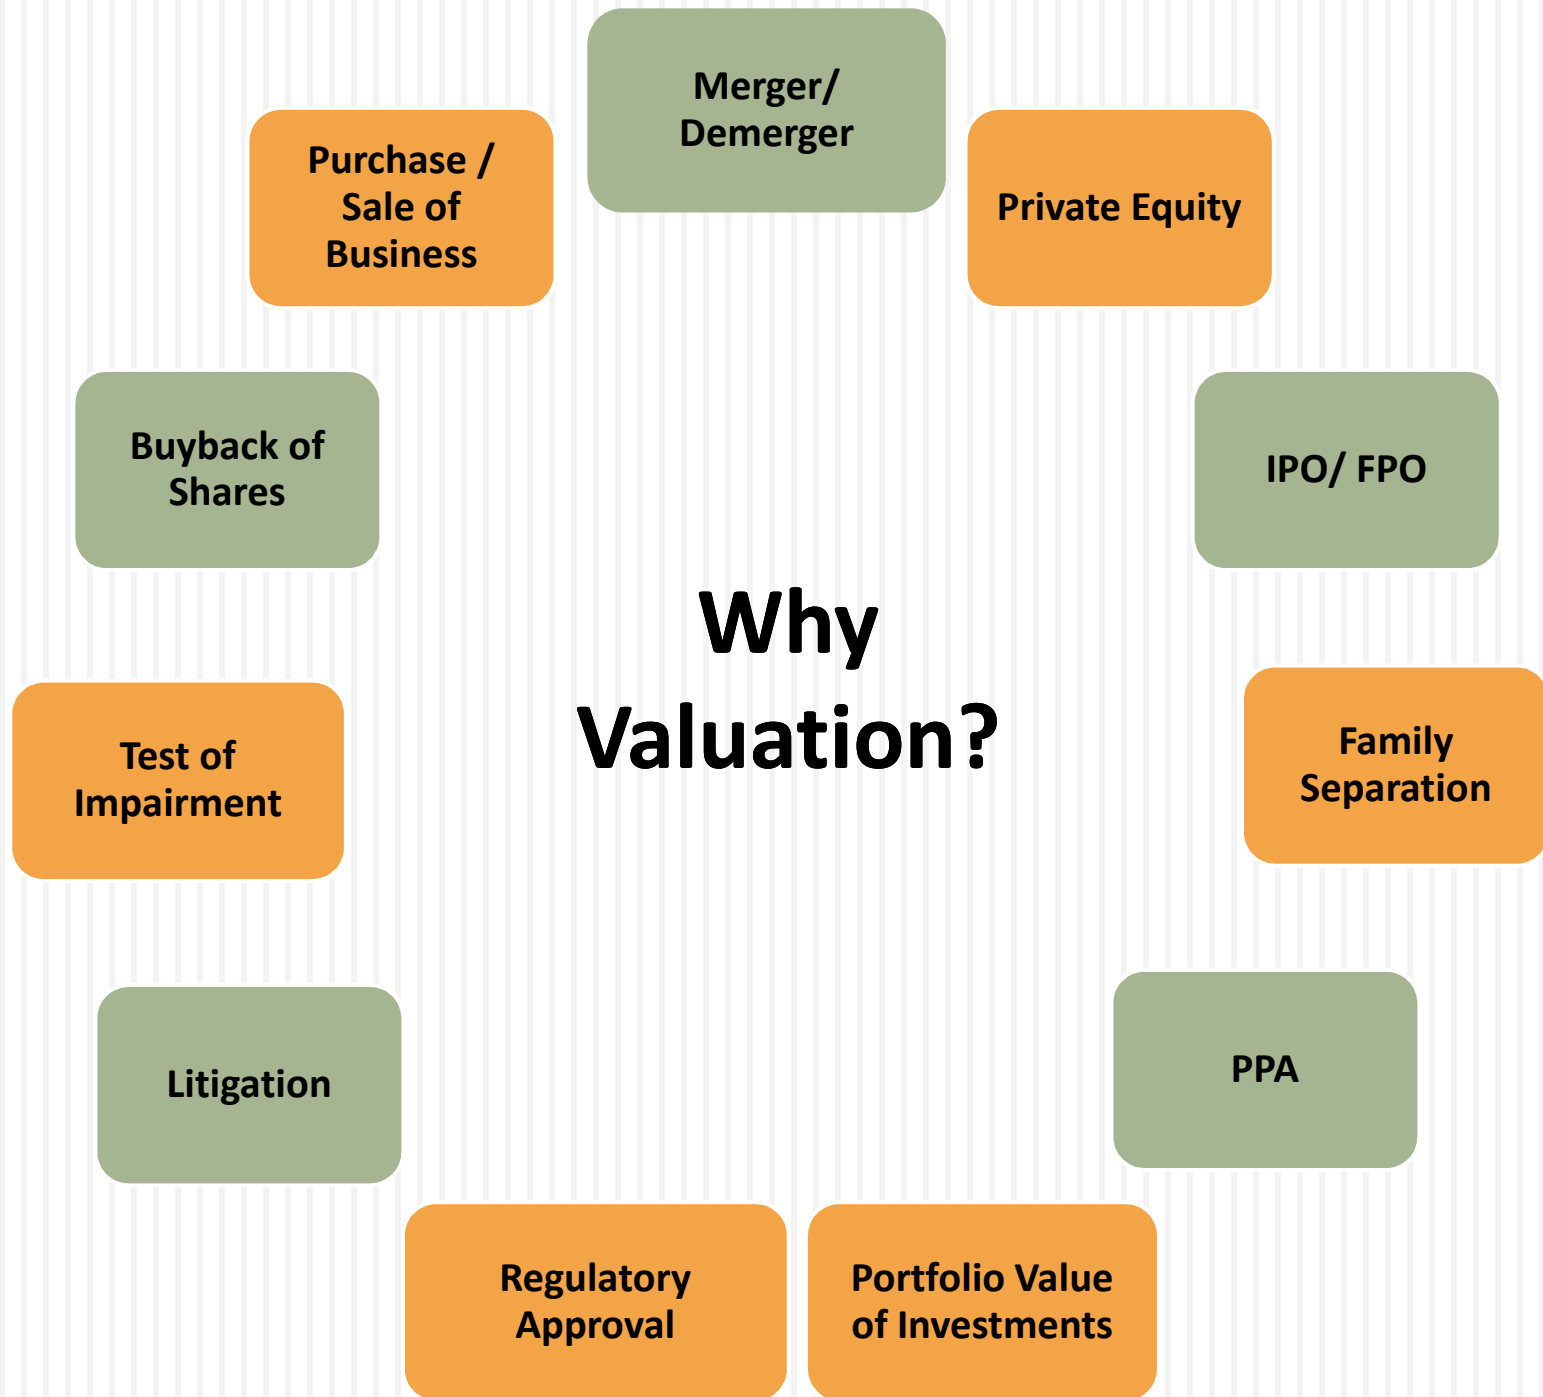 Merger/
Demerger
Purchase /
Sale of
Business
Private Equity
Buyback of
Shares
IPO/ FPO
Why
Valuation?
Test of
Impairment
Family
Separation
Litigation
PPA
Regulatory
Approval
Portfolio Value
of Investments